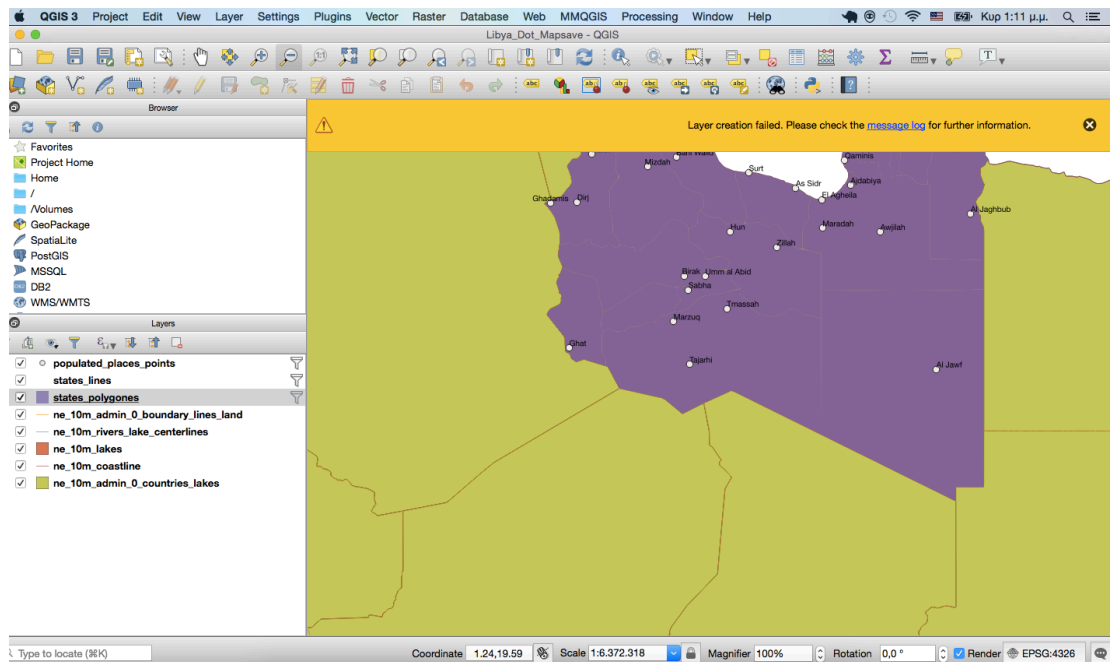 QGIS 3 Project Edit View Layer Settings Plugins Vector Raster Database Web MMQGIS Processing Window Help Κυρ 1:11 μ.μ.
Libya_Dot_Mapsave - QGIS
Browser
Layer creation failed. Please check the message log for further information.
Favorites
Project Home
Home
/
/Volumes
GeoPackage
SpatiaLite
PostGIS
MSSQL
DB2
WMS/WMTS
Layers
populated_places_points
states_lines
states_polygones
ne_10m_admin_0_boundary_lines_land
ne_10m_rivers_lake_centerlines
ne_10m_lakes
ne_10m_coastline
ne_10m_admin_0_countries_lakes
Mizdah
Surt
Qaminis
As Sidr
Ajdabiya
El Agheila
Ghadamis
Dirj
Al Jaghbub
Hun
Maradah
Awjilah
Zillah
Birak
Umm al Abid
Sabha
Tmassah
Marzuq
Ghat
Tajarhi
Al Jawf
Type to locate (⌘K) Coordinate 1.24,19.59 Scale 1:6.372.318 Magnifier 100% Rotation 0,0 ° Render EPSG:4326